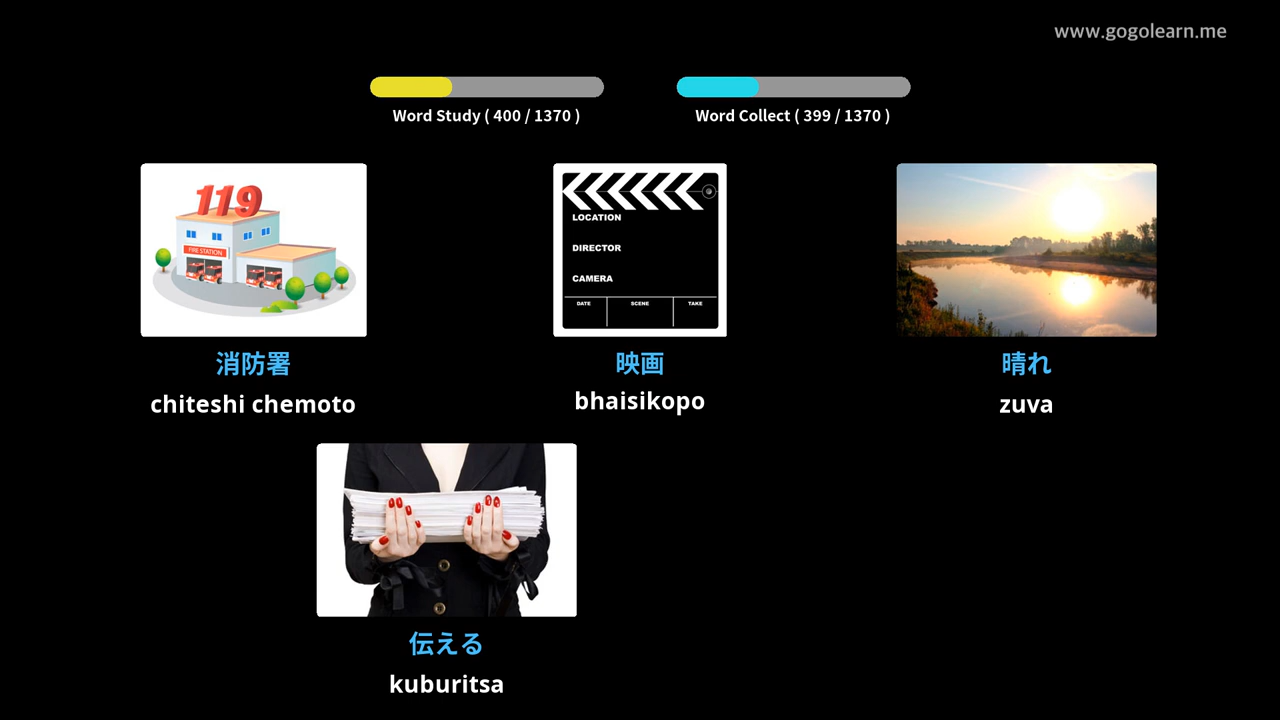 www.gogolearn.me
Word Study ( 400 / 1370 )
Word Collect ( 399 / 1370 )
119
FIRE STATION
LOCATION
DIRECTOR
CAMERA
DATE
SCENE
TAKE
消防署
映画
晴れ
chiteshi chemoto
bhaisikopo
zuva
伝える
kuburitsa